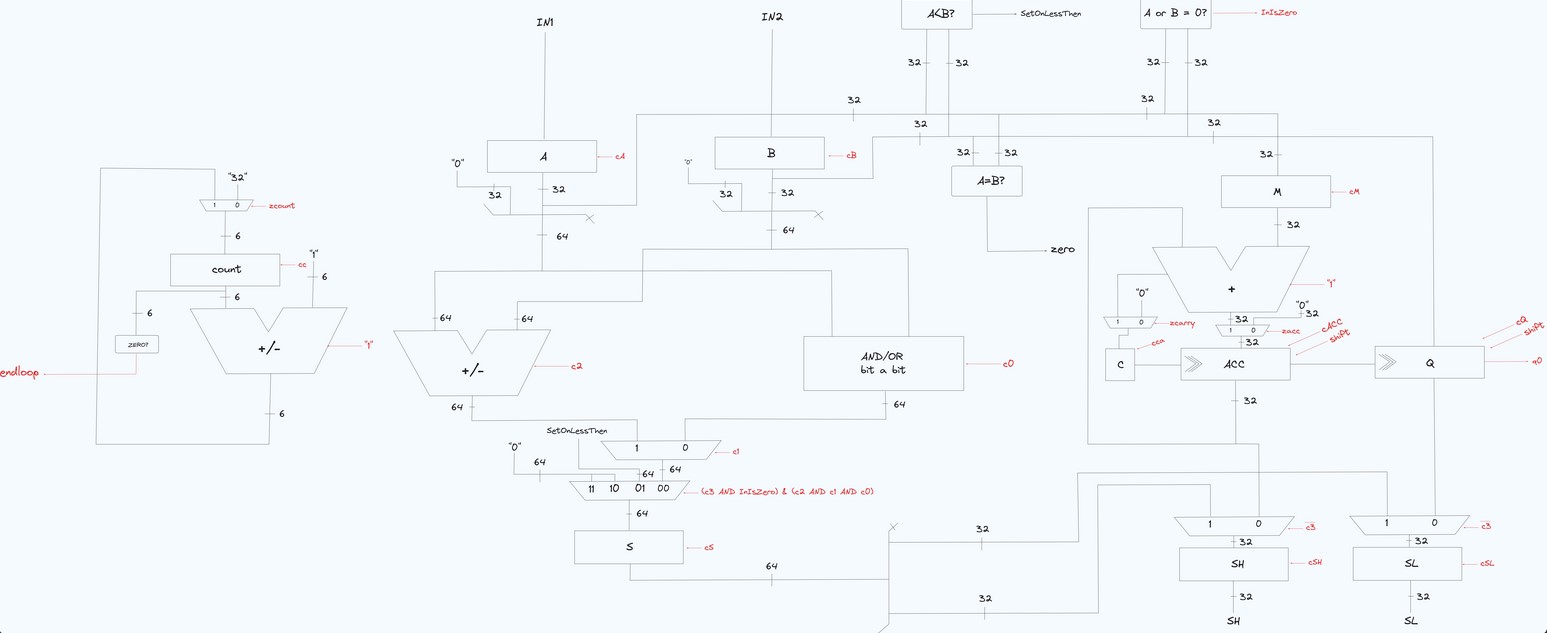 A<B?
SetOnLessThen
A or B = 0?
InIsZero
IN1
IN2
32
32
32
32
32
32
32
32
"32"
1 0
zcount
6
count
cc
6
6
ZERO?
endloop
"1"
6
+/-
"1"
6
"0"
32
A
cA
32
64
"0"
32
B
cB
32
64
32
32
A=B?
zero
32
M
cM
32
+
"1"
"0"
1 0
zcarry
cca
C
32
"0"
32
1 0
zacc
32
cACC
shift
ACC
32
cQ
shift
Q
q0
64
64
+/-
c2
64
AND/OR
bit a bit
c0
64
SetOnLessThen
1 0
c1
"0"
64
64
64
11 10 01 00
(c3 AND InIsZero) & (c2 AND c1 AND c0)
64
S
cS
64
32
32
1 0
c3
32
SH
cSH
32
SH
1 0
c3
32
SL
cSL
32
SL